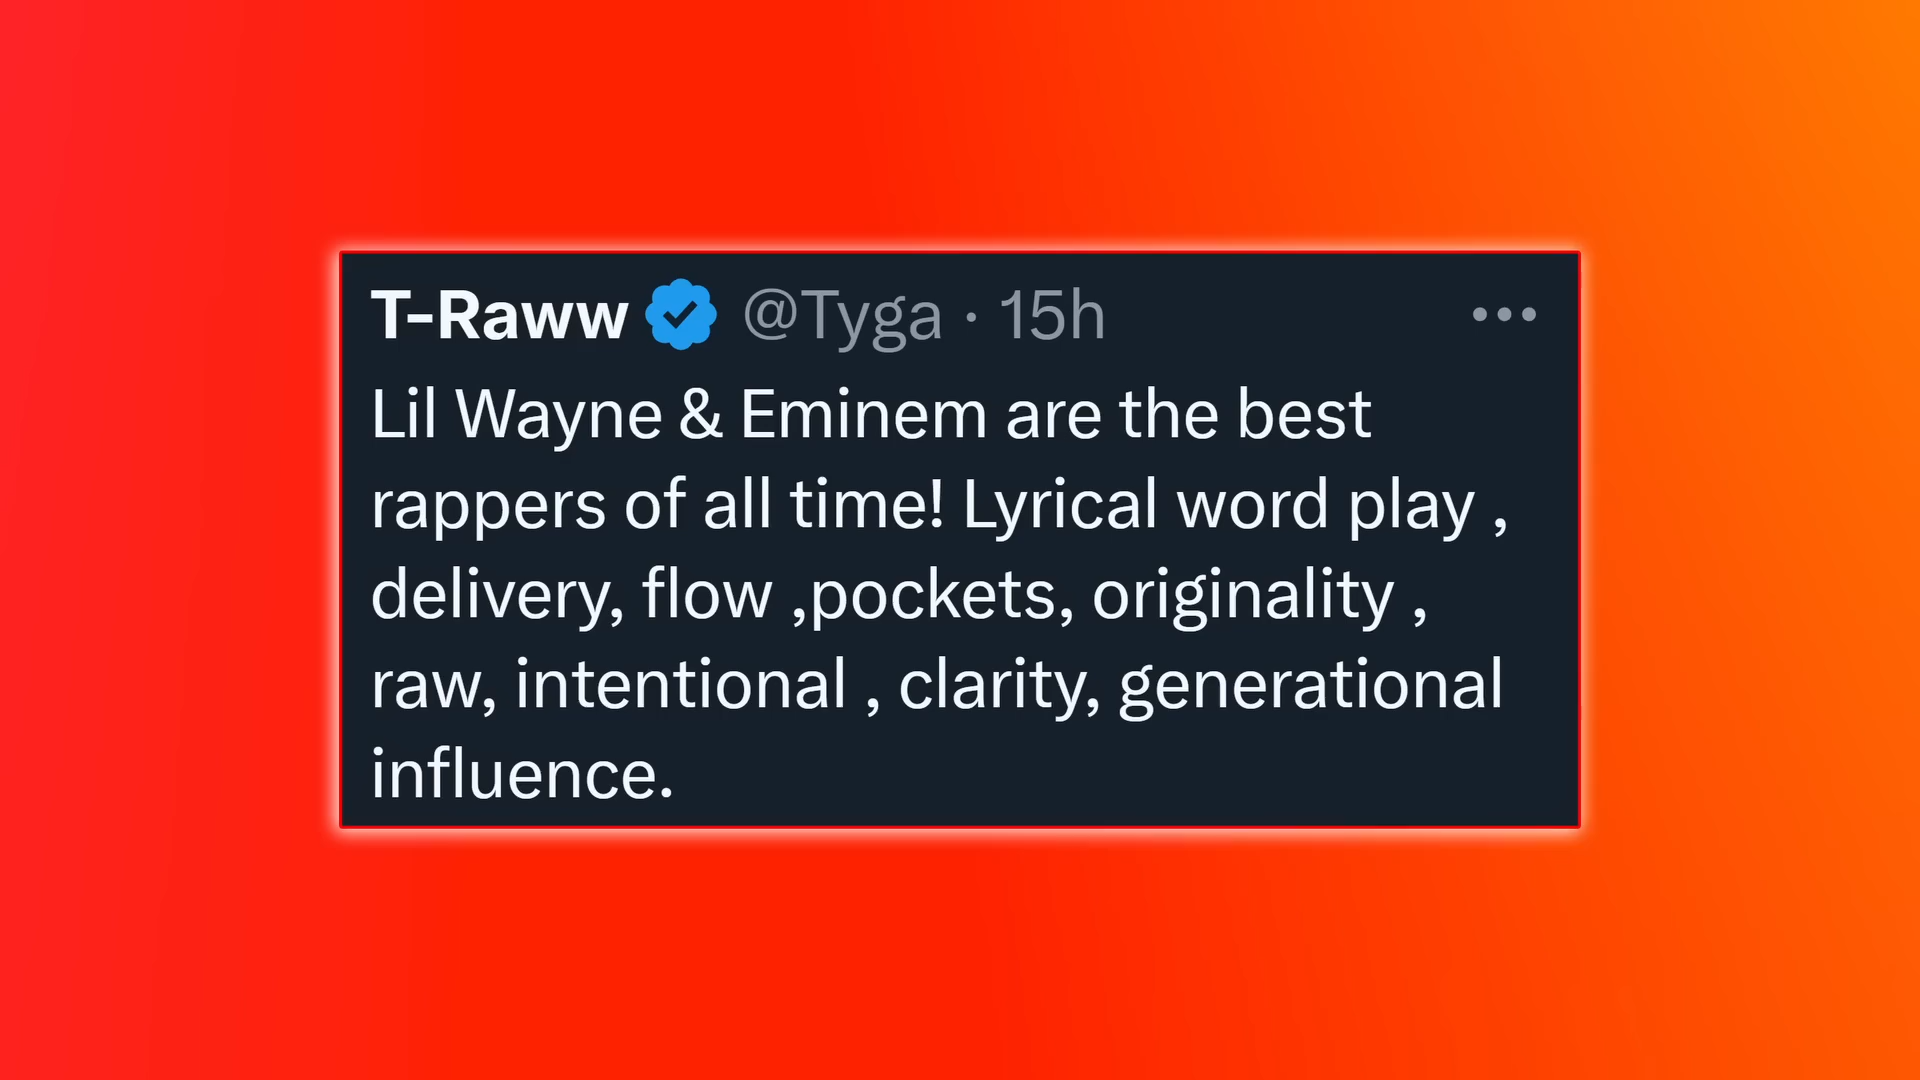 T-Raww @Tyga · 15h
Lil Wayne & Eminem are the best
rappers of all time! Lyrical word play ,
delivery, flow ,pockets, originality ,
raw, intentional , clarity, generational
influence.